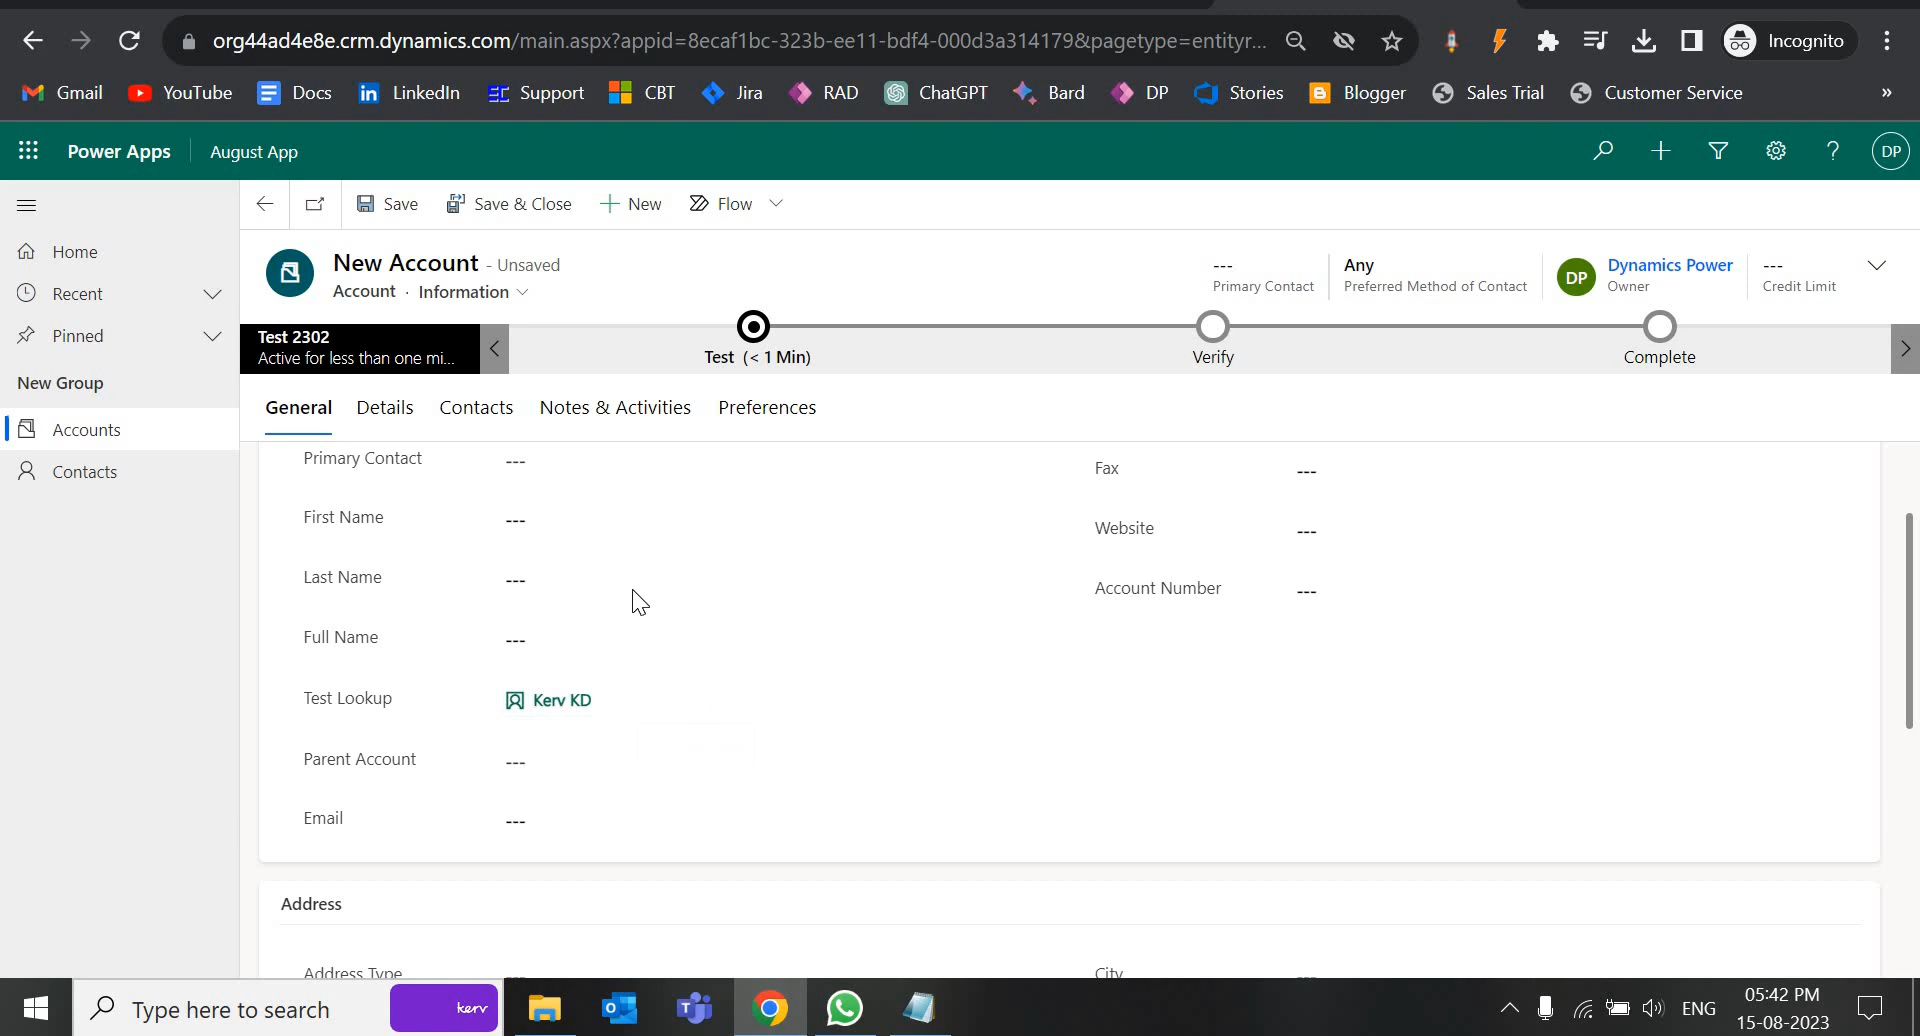 org44ad4e8e.crm.dynamics.com/main.aspx?appid=8ecaf1bc-323b-ee11-bdf4-000d3a314179&pagetype=entityr...
Incognito
Gmail
YouTube
Docs
LinkedIn
Support
CBT
Jira
RAD
ChatGPT
Bard
DP
Stories
Blogger
Sales Trial
Customer Service
»
Power Apps
August App
DP
Save
Save & Close
New
Flow
Home
Recent
Pinned
New Group
Accounts
Contacts
New Account - Unsaved
Account · Information
---
Primary Contact
Any
Preferred Method of Contact
DP
Dynamics Power
Owner
---
Credit Limit
Test 2302
Active for less than one mi...
Test (< 1 Min)
Verify
Complete
General
Details
Contacts
Notes & Activities
Preferences
Primary Contact ---
First Name ---
Last Name ---
Full Name ---
Test Lookup Kerv KD
Parent Account ---
Email ---
Fax ---
Website ---
Account Number ---
Address
Address Type ---
City ---
Type here to search
kerv
ENG
05:42 PM
15-08-2023